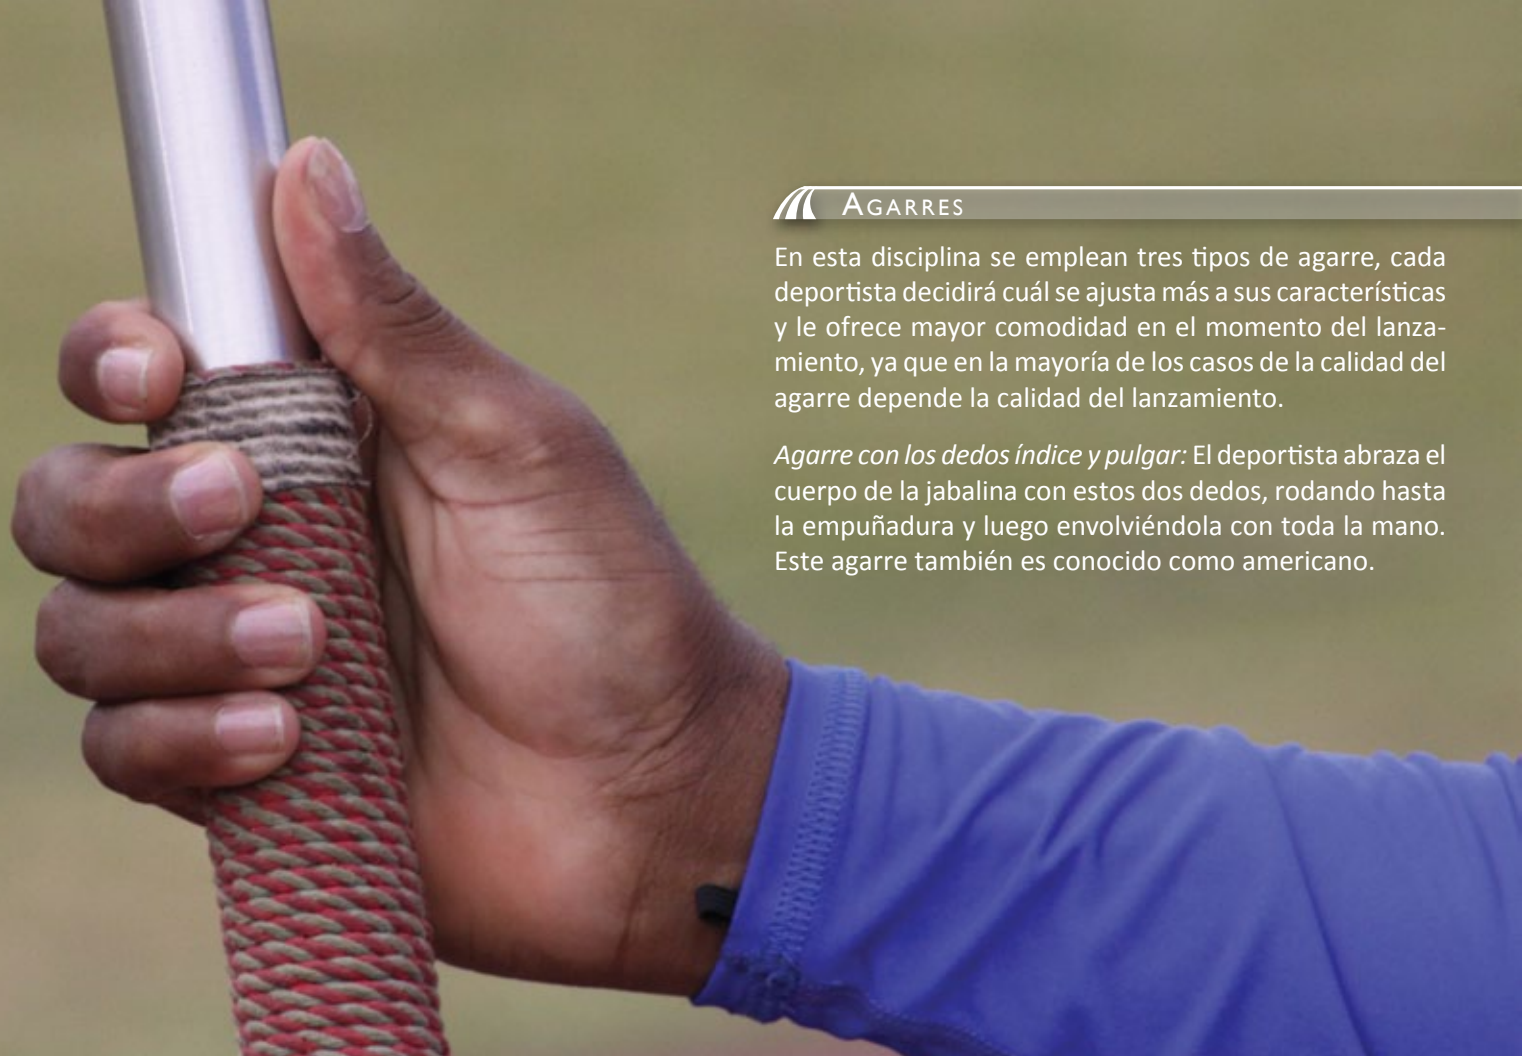 AGARRES
En esta disciplina se emplean tres tipos de agarre, cada
deportista decidirá cuál se ajusta más a sus características
y le ofrece mayor comodidad en el momento del lanza-
miento, ya que en la mayoría de los casos de la calidad del
agarre depende la calidad del lanzamiento.
Agarre con los dedos índice y pulgar: El deportista abraza el
cuerpo de la jabalina con estos dos dedos, rodando hasta
la empuñadura y luego envolviéndola con toda la mano.
Este agarre también es conocido como americano.